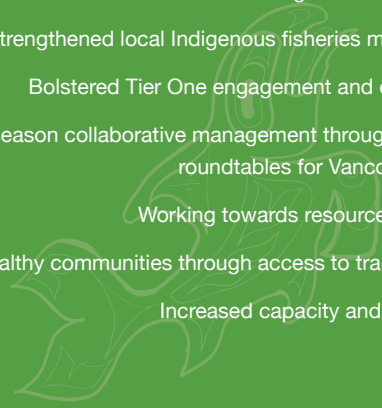 trengthened local Indigenous fisheries m
Bolstered Tier One engagement and
eason collaborative management throug
roundtables for Vanco
Working towards resource
althy communities through access to tra
Increased capacity and